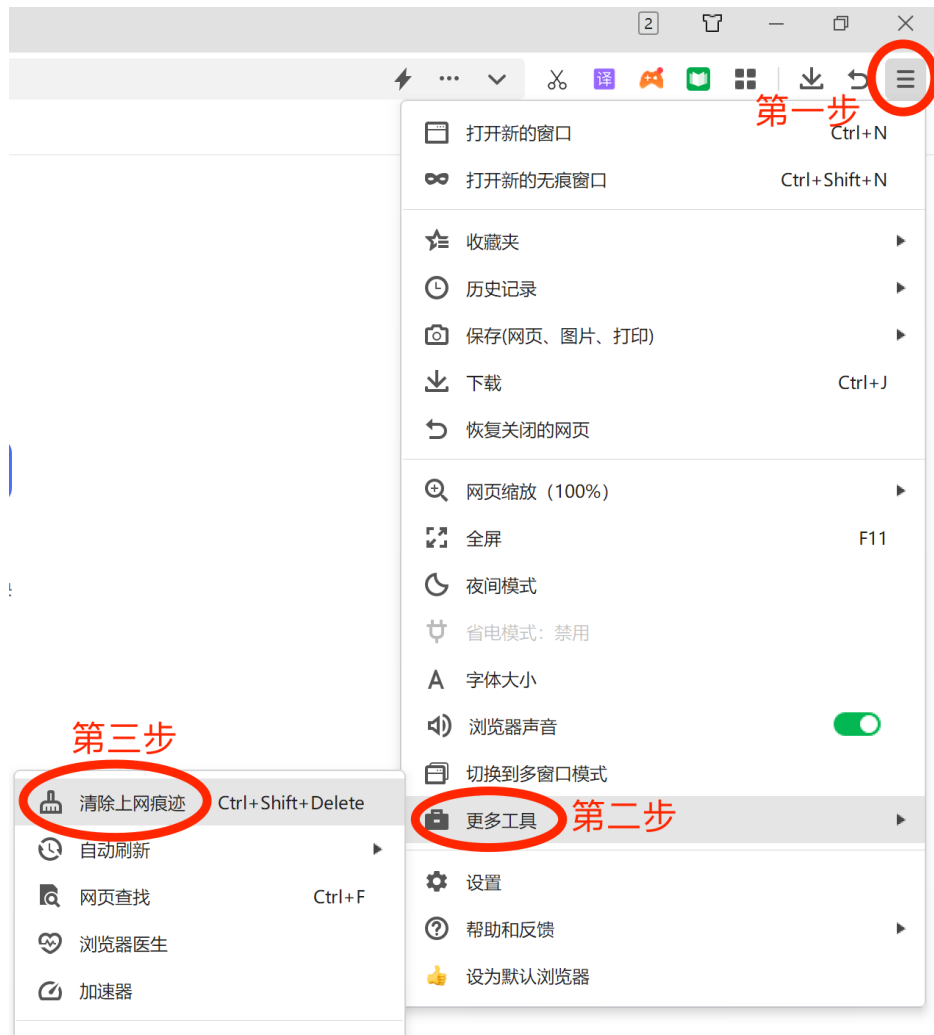 2
译
第一步
打开新的窗口 Ctrl+N
打开新的无痕窗口 Ctrl+Shift+N
收藏夹
历史记录
保存(网页、图片、打印)
下载 Ctrl+J
恢复关闭的网页
网页缩放（100%）
全屏 F11
夜间模式
省电模式：禁用
A 字体大小
浏览器声音
切换到多窗口模式
更多工具 第二步
设置
帮助和反馈
设为默认浏览器
第三步
清除上网痕迹 Ctrl+Shift+Delete
自动刷新
网页查找 Ctrl+F
浏览器医生
加速器